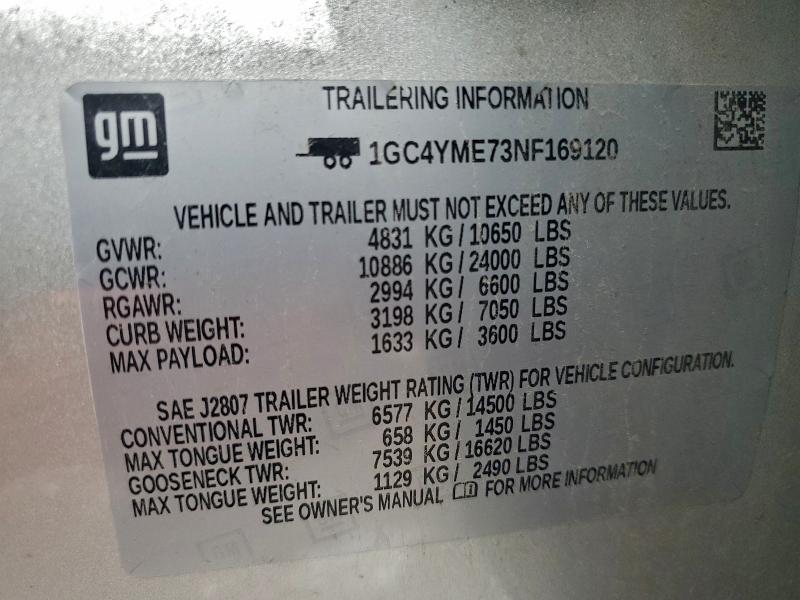 gm
TRAILERING INFORMATION
1GC4YME73NF169120
VEHICLE AND TRAILER MUST NOT EXCEED ANY OF THESE VALUES.
GVWR: 4831 KG / 10650 LBS
GCWR: 10886 KG / 24000 LBS
RGAWR: 2994 KG / 6600 LBS
CURB WEIGHT: 3198 KG / 7050 LBS
MAX PAYLOAD: 1633 KG / 3600 LBS
SAE J2807 TRAILER WEIGHT RATING (TWR) FOR VEHICLE CONFIGURATION.
CONVENTIONAL TWR: 6577 KG / 14500 LBS
MAX TONGUE WEIGHT: 658 KG / 1450 LBS
GOOSENECK TWR: 7539 KG / 16620 LBS
MAX TONGUE WEIGHT: 1129 KG / 2490 LBS
SEE OWNER'S MANUAL FOR MORE INFORMATION
GM